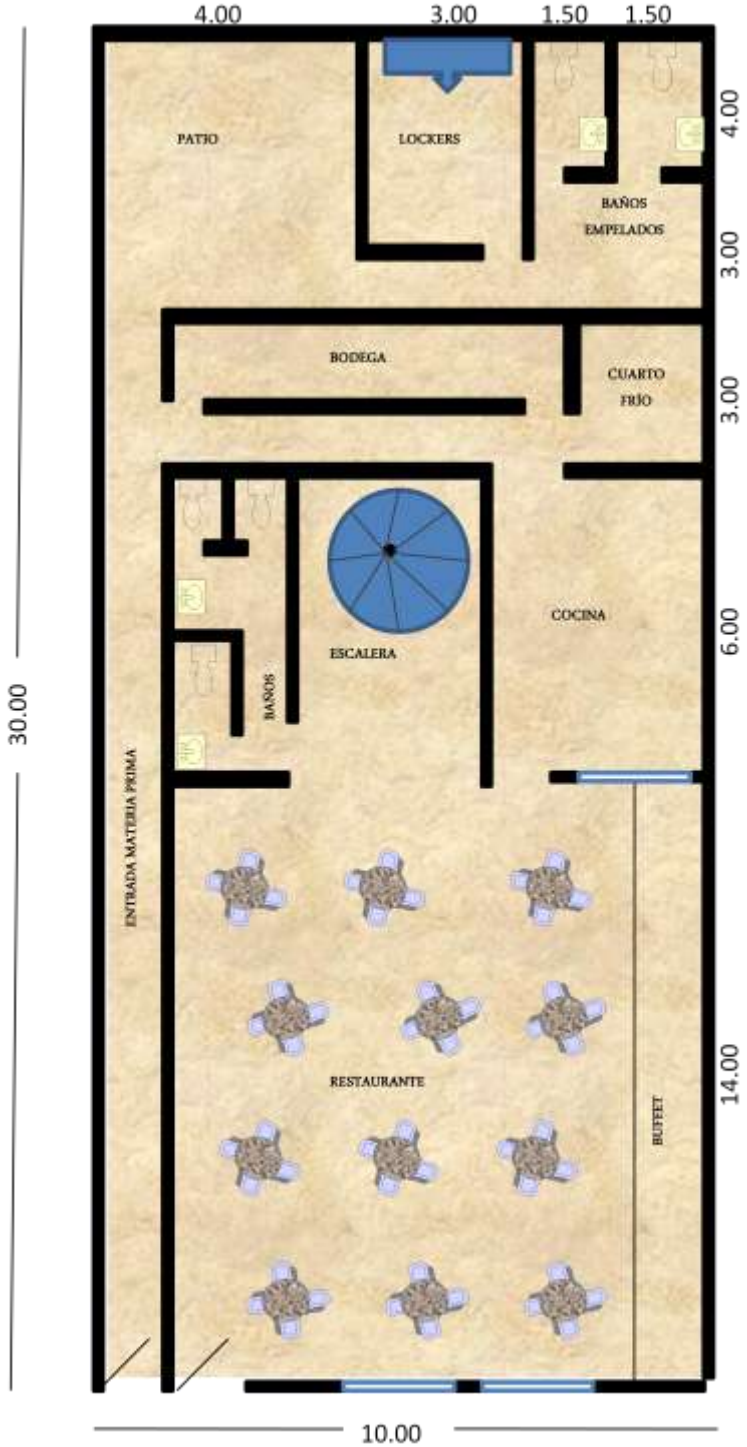 4.00
3.00
1.50
1.50
4.00
PATIO
LOCKERS
BAÑOS
EMPELADOS
3.00
BODEGA
CUARTO
FRÍO
3.00
COCINA
6.00
ESCALERA
BAÑOS
30.00
ENTRADA MATERIA PRIMA
RESTAURANTE
14.00
BUFEET
10.00